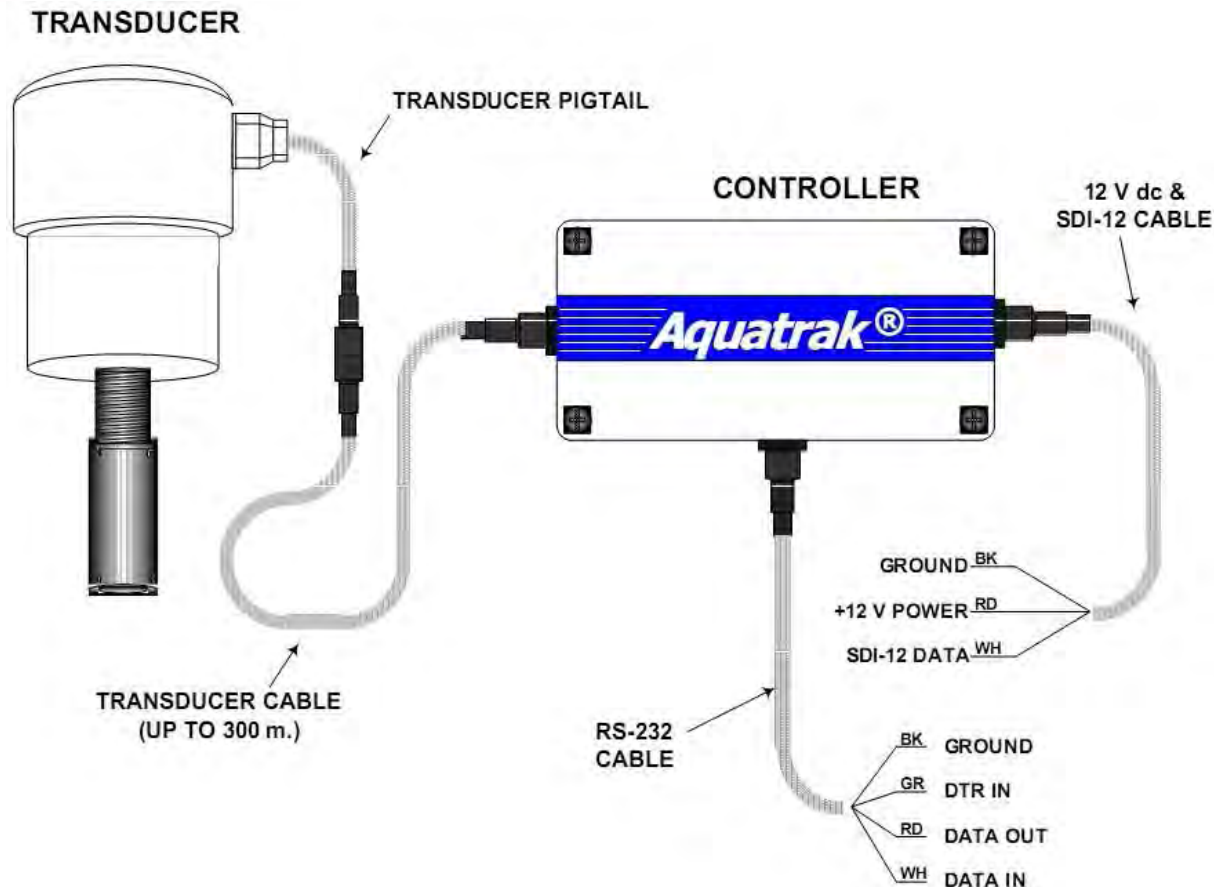 TRANSDUCER
TRANSDUCER PIGTAIL
CONTROLLER
12 V dc &
SDI-12 CABLE
Aquatrak®
GROUND BK
+12 V POWER RD
SDI-12 DATA WH
TRANSDUCER CABLE
(UP TO 300 m.)
RS-232
CABLE
BK GROUND
GR DTR IN
RD DATA OUT
WH DATA IN